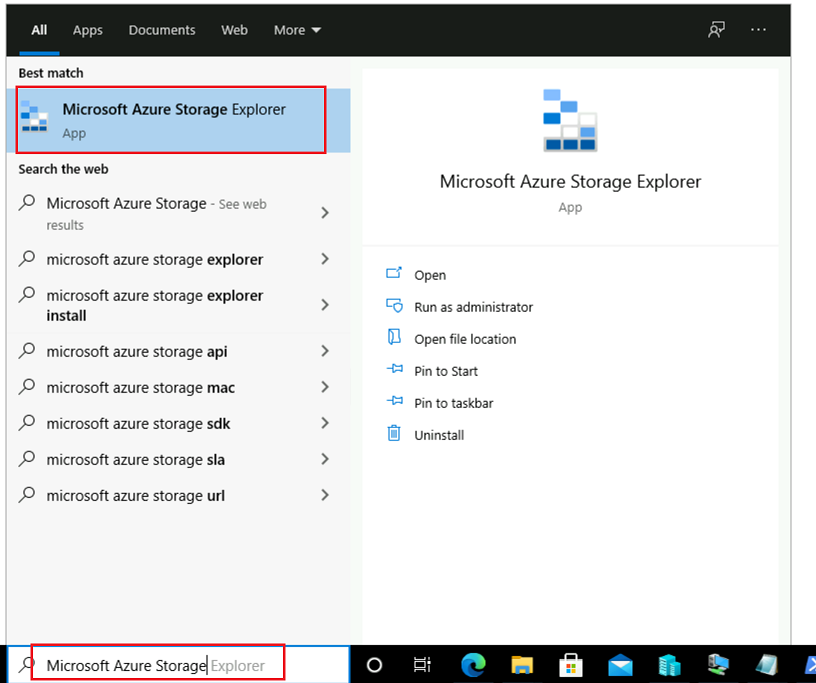 All Apps Documents Web More
Best match
Microsoft Azure Storage Explorer
App
Search the web
Microsoft Azure Storage - See web
results
microsoft azure storage explorer
microsoft azure storage explorer
install
microsoft azure storage api
microsoft azure storage mac
microsoft azure storage sdk
microsoft azure storage sla
microsoft azure storage url
Microsoft Azure Storage Explorer
App
Open
Run as administrator
Open file location
Pin to Start
Pin to taskbar
Uninstall
Microsoft Azure Storage Explorer